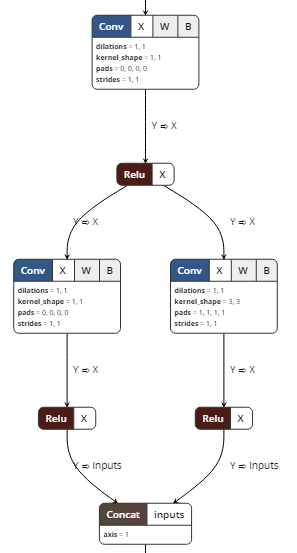 Conv X W B
dilations = 1, 1
kernel_shape = 1, 1
pads = 0, 0, 0, 0
strides = 1, 1
Y ⇨ X
Relu X
Y ⇨ X Y ⇨ X
Conv X W B Conv X W B
dilations = 1, 1 dilations = 1, 1
kernel_shape = 1, 1 kernel_shape = 3, 3
pads = 0, 0, 0, 0 pads = 1, 1, 1, 1
strides = 1, 1 strides = 1, 1
Y ⇨ X Y ⇨ X
Relu X Relu X
Y ⇨ Inputs Y ⇨ Inputs
Concat inputs
axis = 1